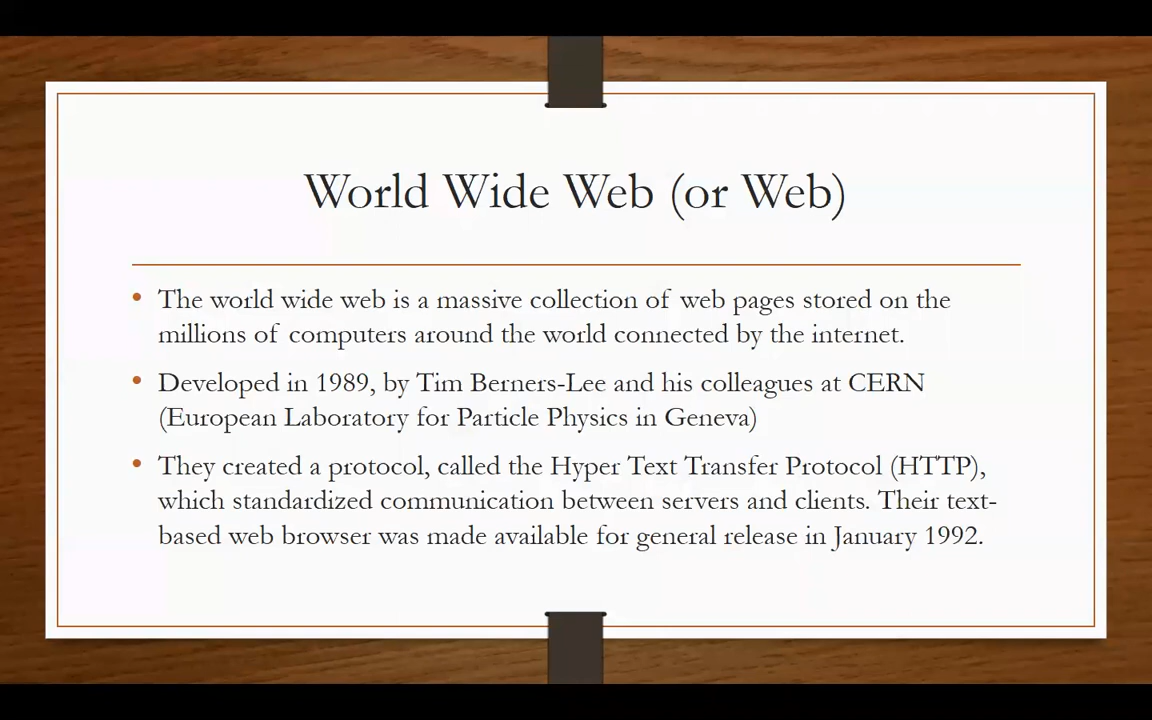 World Wide Web (or Web)
• The world wide web is a massive collection of web pages stored on the
millions of computers around the world connected by the internet.
• Developed in 1989, by Tim Berners-Lee and his colleagues at CERN
(European Laboratory for Particle Physics in Geneva)
• They created a protocol, called the Hyper Text Transfer Protocol (HTTP),
which standardized communication between servers and clients. Their text-
based web browser was made available for general release in January 1992.